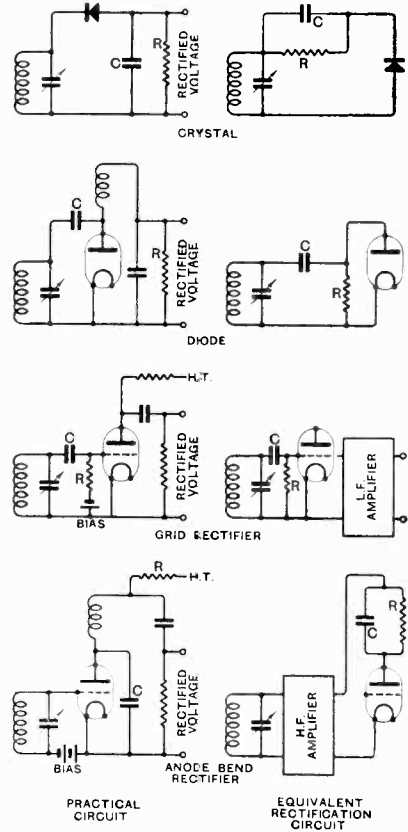 C
R
RECTIFIED
VOLTAGE
C
R
CRYSTAL
C
R
RECTIFIED
VOLTAGE
C
R
DIODE
H.T.
C
R
BIAS
RECTIFIED
VOLTAGE
C
R
L.F.
AMPLIFIER
GRID RECTIFIER
R
H.T.
C
BIAS
RECTIFIED
VOLTAGE
R
C
H.F.
AMPLIFIER
ANODE BEND
RECTIFIER
PRACTICAL
CIRCUIT
EQUIVALENT
RECTIFICATION
CIRCUIT